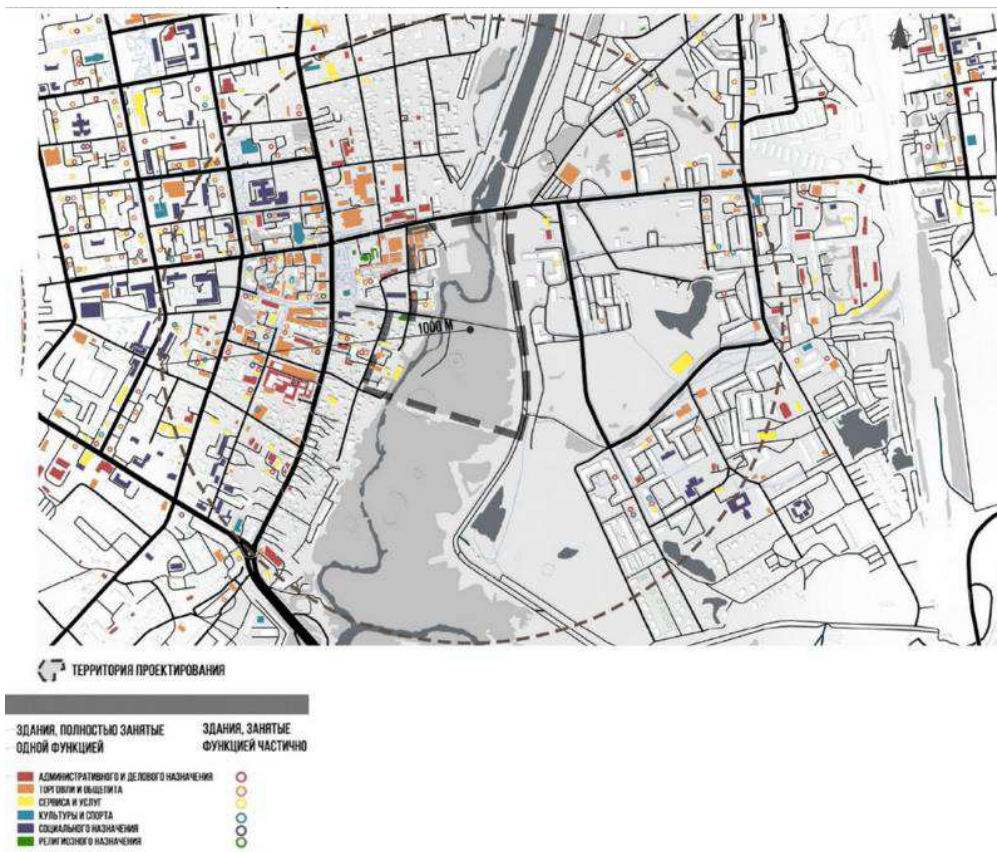 1000 М
ТЕРРИТОРИЯ ПРОЕКТИРОВАНИЯ
ЗДАНИЯ, ПОЛНОСТЬЮ ЗАНЯТЫЕ
ОДНОЙ ФУНКЦИЕЙ
ЗДАНИЯ, ЗАНЯТЫЕ
ФУНКЦИЕЙ ЧАСТИЧНО
АДМИНИСТРАТИВНОГО И ДЕЛОВОГО НАЗНАЧЕНИЯ
ТОРГОВЛИ И ОБЩЕПИТА
СЕРВИСА И УСЛУГ
КУЛЬТУРЫ И СПОРТА
СОЦИАЛЬНОГО НАЗНАЧЕНИЯ
РЕЛИГИОЗНОГО НАЗНАЧЕНИЯ